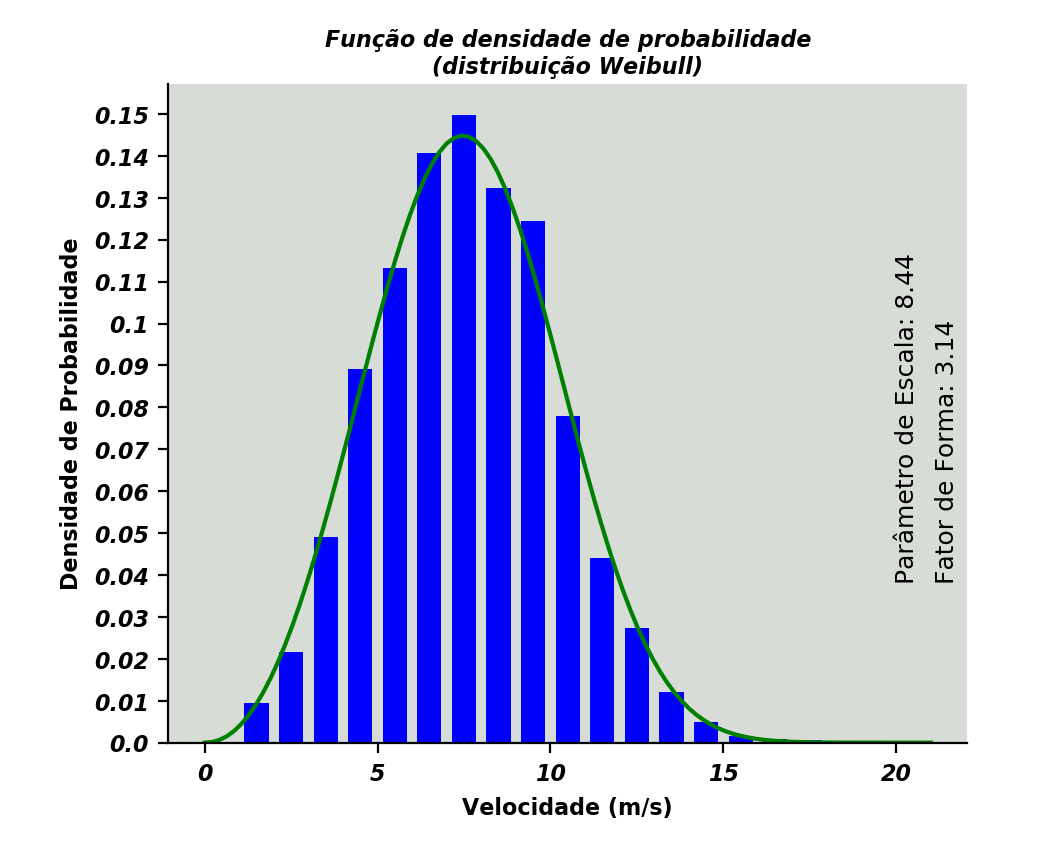 Função de densidade de probabilidade
(distribuição Weibull)
Densidade de Probabilidade
0.15
0.14
0.13
0.12
0.11
0.1
0.09
0.08
0.07
0.06
0.05
0.04
0.03
0.02
0.01
0.0
Parâmetro de Escala: 8.44
Fator de Forma: 3.14
0 5 10 15 20
Velocidade (m/s)